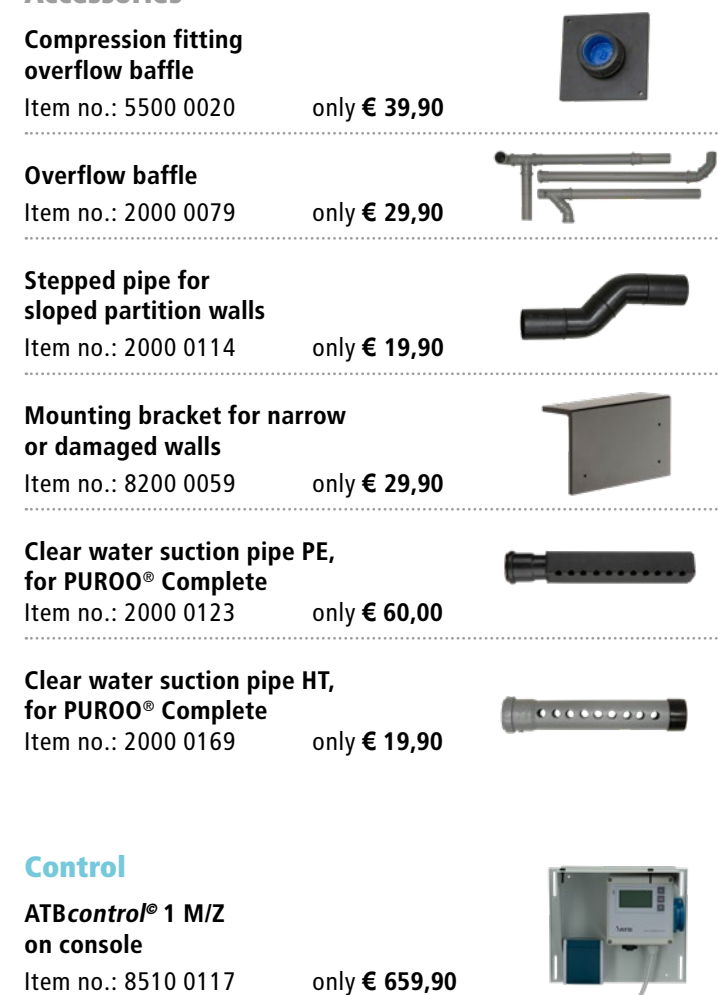 Accessories
Compression fitting
overflow baffle
Item no.: 5500 0020 only € 39,90
Overflow baffle
Item no.: 2000 0079 only € 29,90
Stepped pipe for
sloped partition walls
Item no.: 2000 0114 only € 19,90
Mounting bracket for narrow
or damaged walls
Item no.: 8200 0059 only € 29,90
Clear water suction pipe PE,
for PUROO® Complete
Item no.: 2000 0123 only € 60,00
Clear water suction pipe HT,
for PUROO® Complete
Item no.: 2000 0169 only € 19,90
Control
ATBcontrol© 1 M/Z
on console
Item no.: 8510 0117 only € 659,90